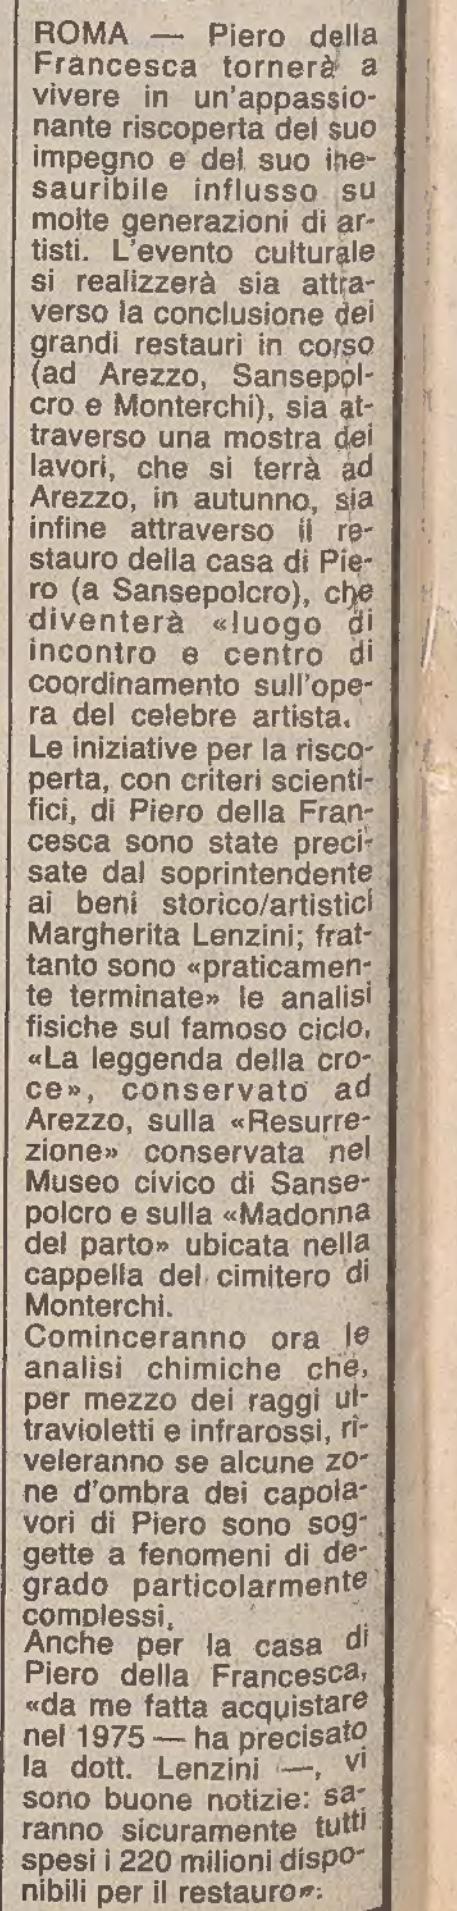 ROMA — Piero della
Francesca tornerà a
vivere in un'appassio-
nante riscoperta del suo
impegno e del suo ine-
sauribile influsso su
molte generazioni di ar-
tisti. L'evento culturale
si realizzerà sia attra-
verso la conclusione dei
grandi restauri in corso
(ad Arezzo, Sansepol-
cro e Monterchi), sia at-
traverso una mostra dei
lavori, che si terrà ad
Arezzo, in autunno, sia
infine attraverso il re-
stauro della casa di Pie-
ro (a Sansepolcro), che
diventerà «luogo di
incontro e centro di
coordinamento sull'ope-
ra del celebre artista.
Le iniziative per la risco-
perta, con criteri scienti-
fici, di Piero della Fran-
cesca sono state preci-
sate dal soprintendente
ai beni storico/artistici
Margherita Lenzini; frat-
tanto sono «praticamen-
te terminate» le analisi
fisiche sul famoso ciclo,
«La leggenda della cro-
ce», conservato ad
Arezzo, sulla «Resurre-
zione» conservata nel
Museo civico di Sanse-
polcro e sulla «Madonna
del parto» ubicata nella
cappella del cimitero di
Monterchi.
Cominceranno ora le
analisi chimiche che,
per mezzo dei raggi ul-
travioletti e infrarossi, ri-
veleranno se alcune zo-
ne d'ombra dei capola-
vori di Piero sono sog-
gette a fenomeni di de-
grado particolarmente
complessi.
Anche per la casa di
Piero della Francesca,
«da me fatta acquistare
nel 1975 — ha precisato
la dott. Lenzini —, vi
sono buone notizie: sa-
ranno sicuramente tutti
spesi i 220 milioni dispo-
nibili per il restauro»: